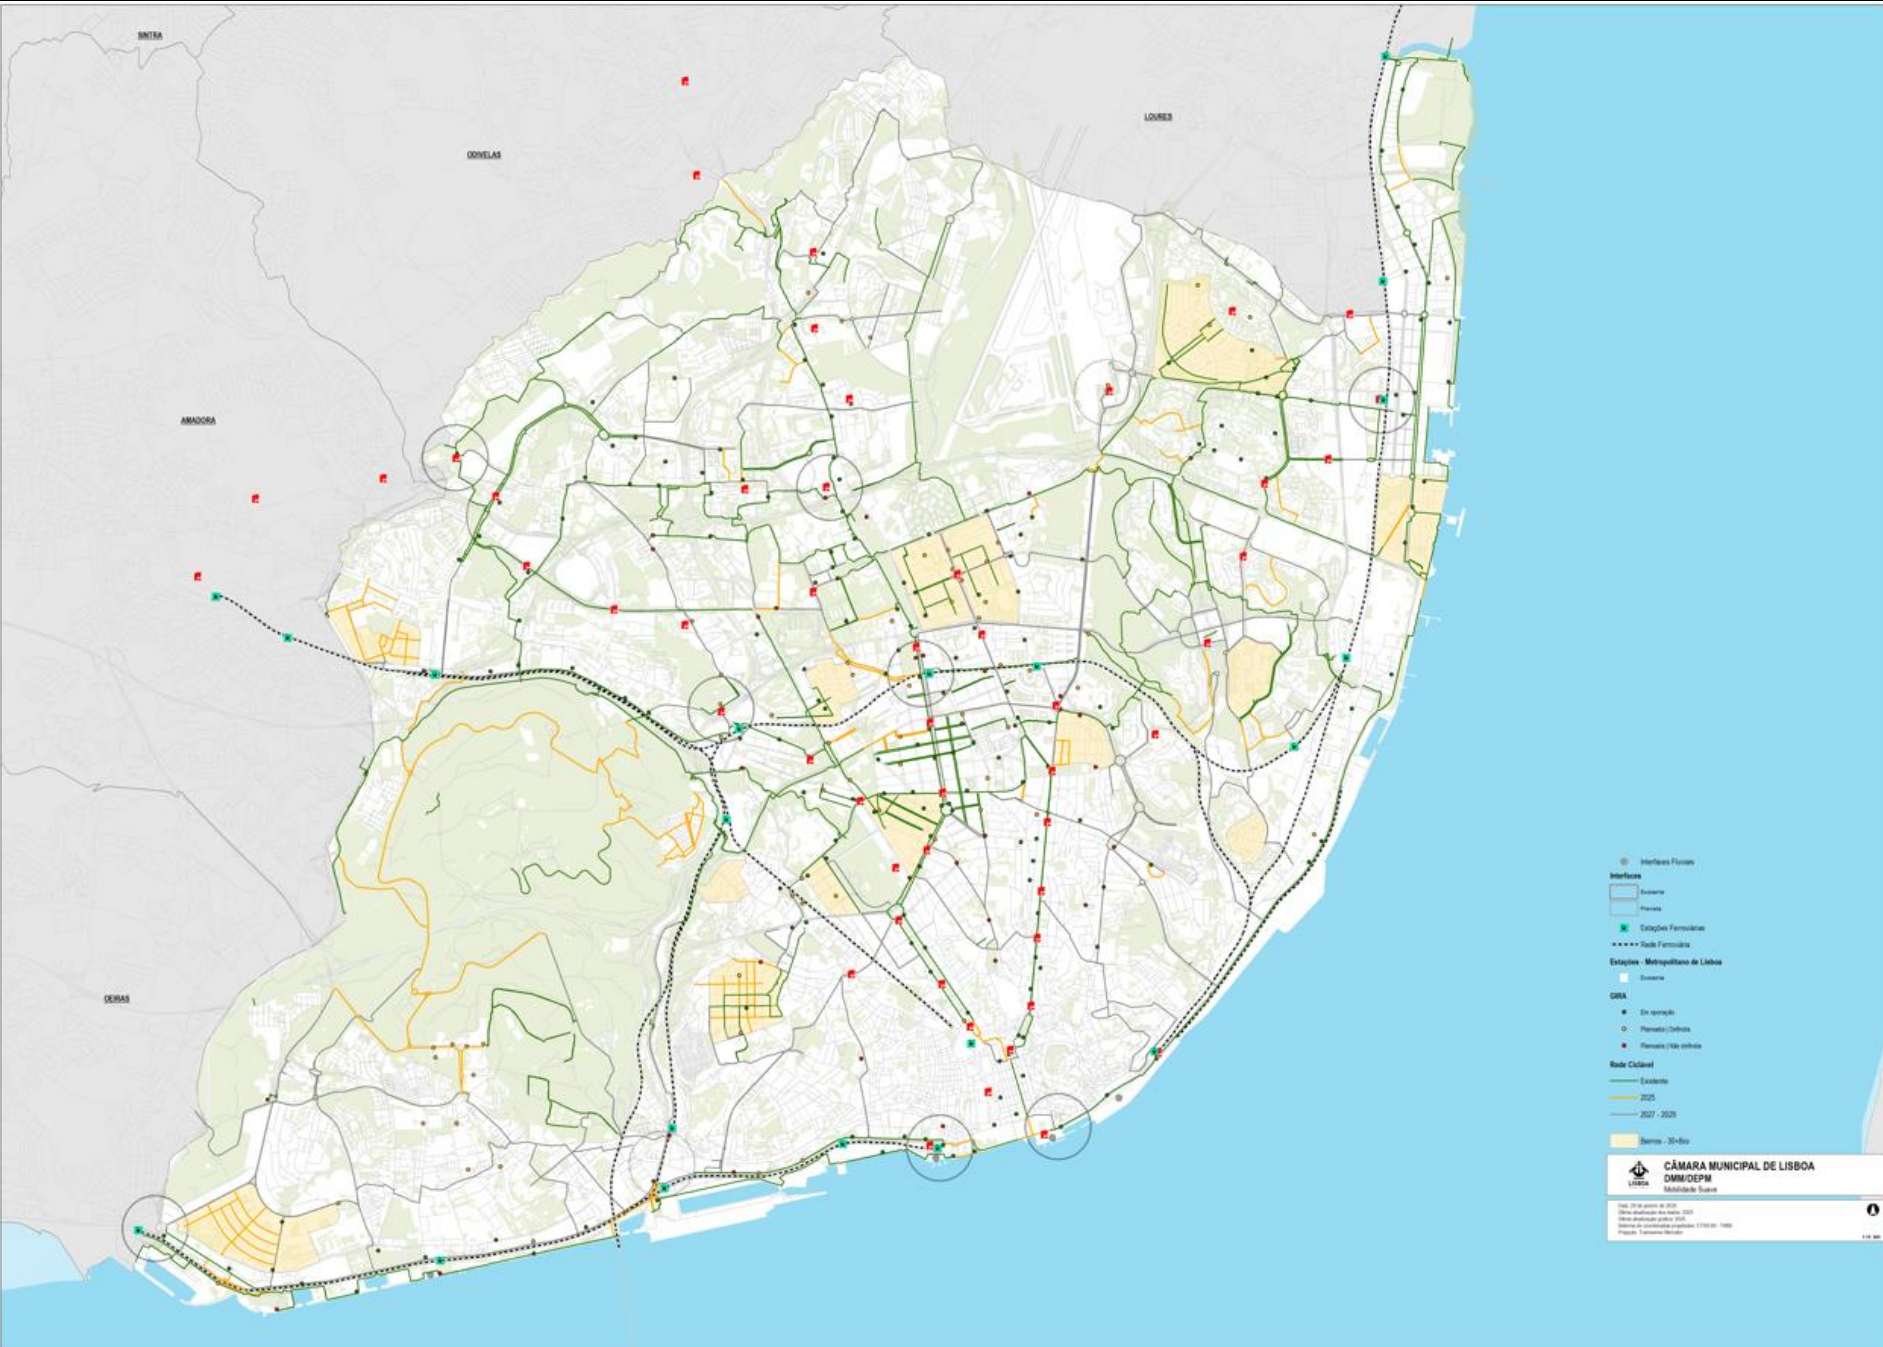 SINTRA
LOURES
ODIVELAS
AMADORA
OEIRAS
Interfaces Fluviais
Interfaces
Existente
Prevista
Estações Ferroviárias
Rede Ferroviária
Estações - Metropolitano de Lisboa
Existente
GIRA
Em operação
Planeada | Definida
Planeada | Não definida
Rede Ciclável
Existente
2025
2027 - 2029
Bairros - 30+Bici
LISBOA
CÂMARA MUNICIPAL DE LISBOA
DMM/DEPM
Mobilidade Suave